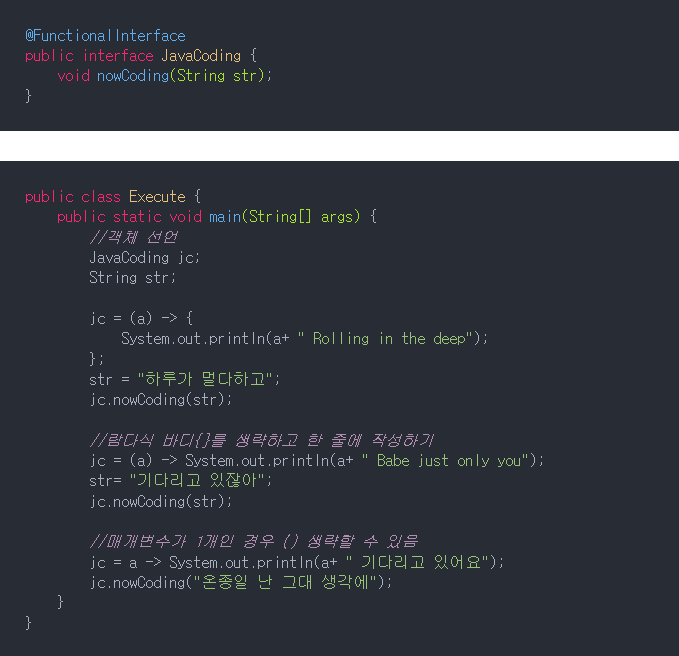 @FunctionalInterface
public interface JavaCoding {
    void nowCoding(String str);
}
public class Execute {
    public static void main(String[] args) {
        //객체 선언
        JavaCoding jc;
        String str;
        jc = (a) -> {
            System.out.println(a+ " Rolling in the deep");
        };
        str = "하루가 멀다하고";
        jc.nowCoding(str);
        //람다식 바디{}를 생략하고 한 줄에 작성하기
        jc = (a) -> System.out.println(a+ " Babe just only you");
        str= "기다리고 있잖아";
        jc.nowCoding(str);
        //매개변수가 1개인 경우 () 생략할 수 있음
        jc = a -> System.out.println(a+ " 기다리고 있어요");
        jc.nowCoding("온종일 난 그대 생각에");
    }
}